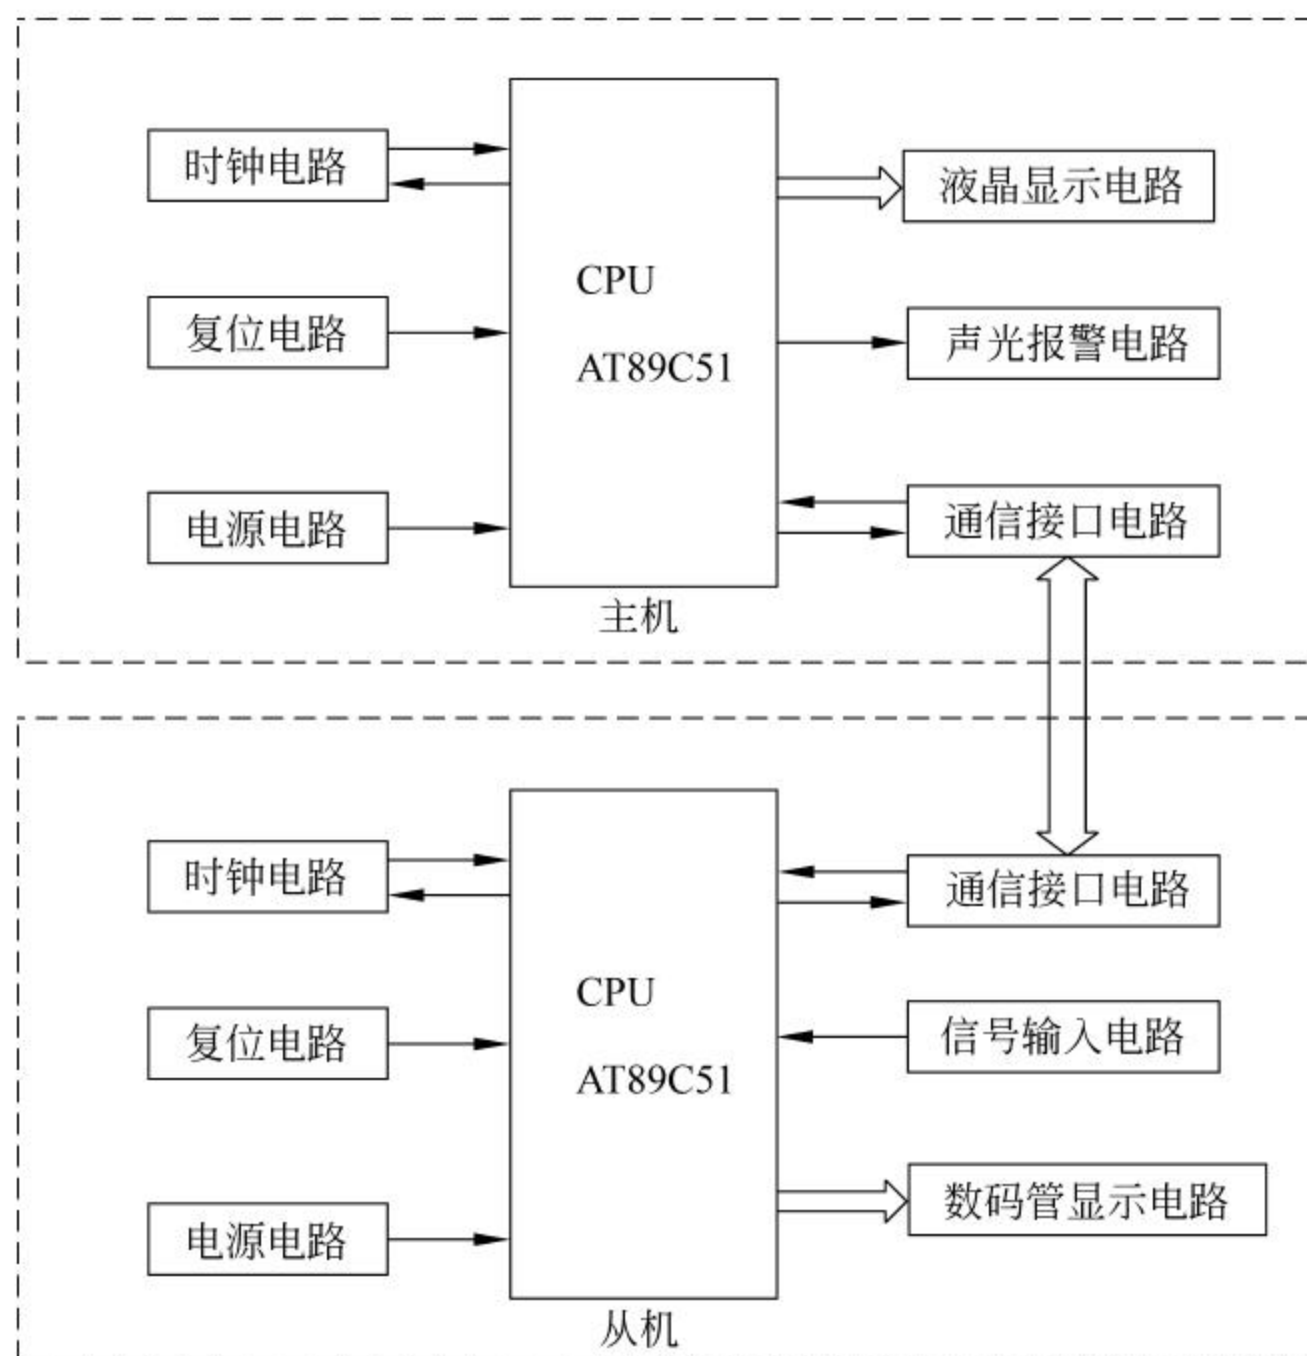 时钟电路
液晶显示电路
CPU
复位电路
声光报警电路
AT89C51
电源电路
通信接口电路
主机
时钟电路
通信接口电路
CPU
复位电路
信号输入电路
AT89C51
电源电路
数码管显示电路
从机